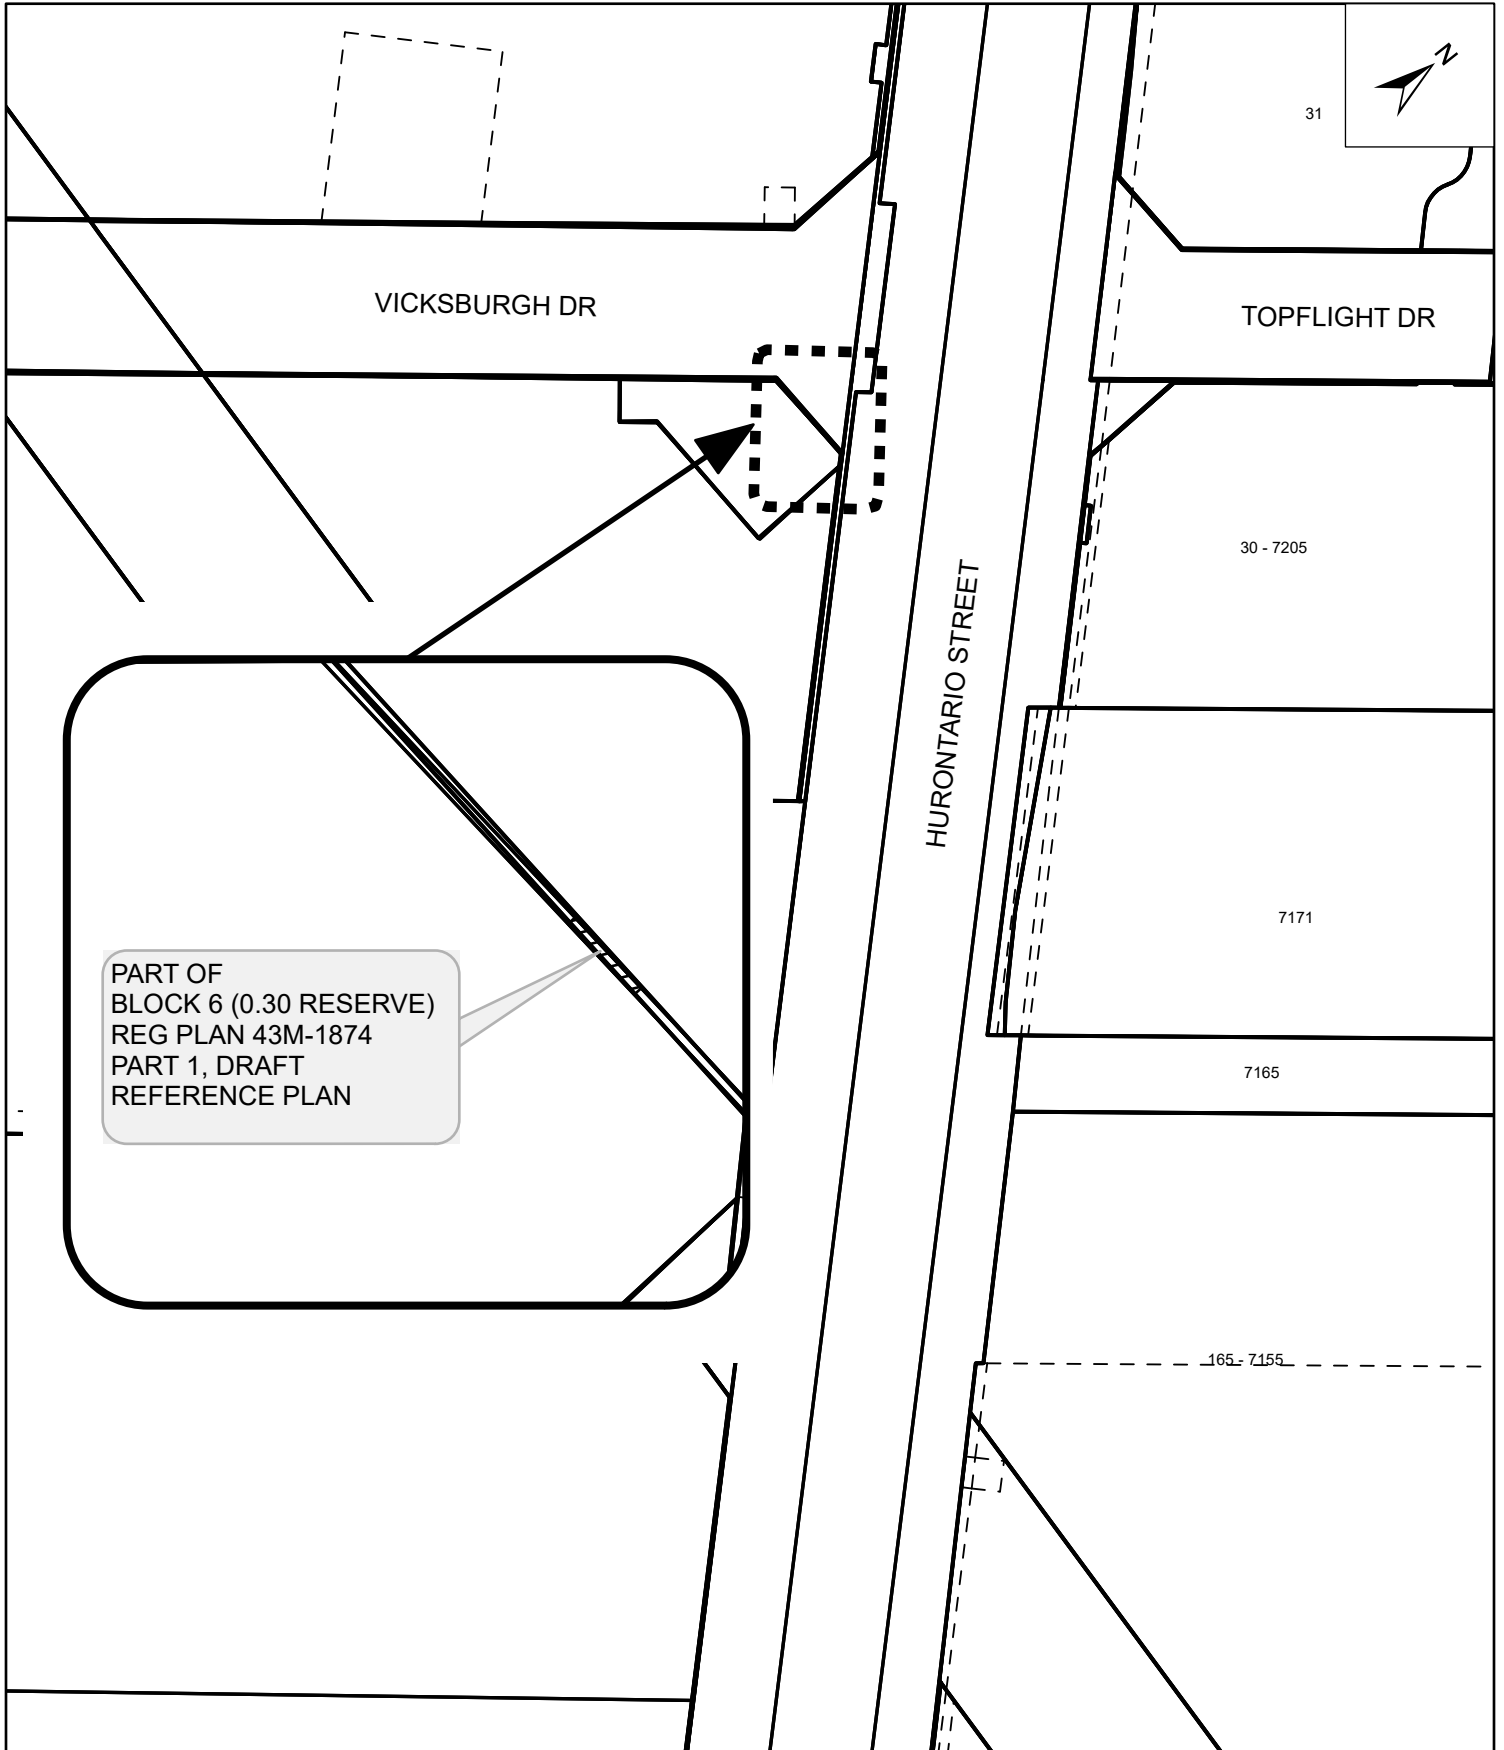 N
31
VICKSBURGH DR
TOPFLIGHT DR
30 - 7205
HURONTARIO STREET
7171
PART OF
BLOCK 6 (0.30 RESERVE)
REG PLAN 43M-1874
PART 1, DRAFT
REFERENCE PLAN
7165
165 - 7155